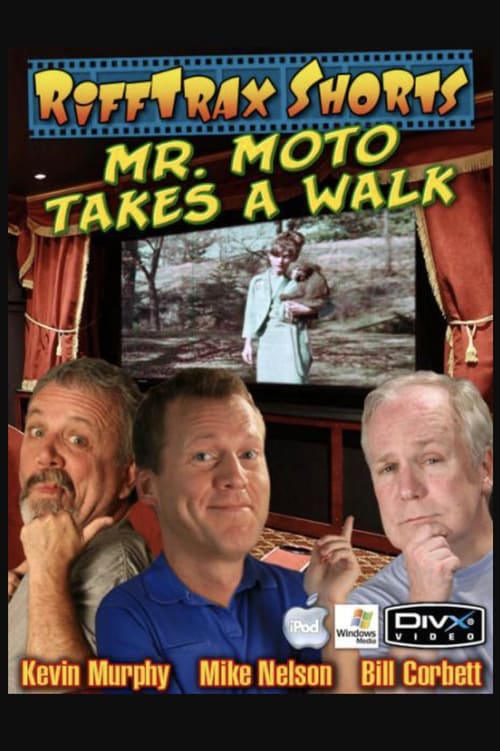 RIFFTRAX SHORTS
MR. MOTO
TAKES A WALK
iPod
Windows
Media
DIVX
VIDEO
Kevin Murphy Mike Nelson Bill Corbett